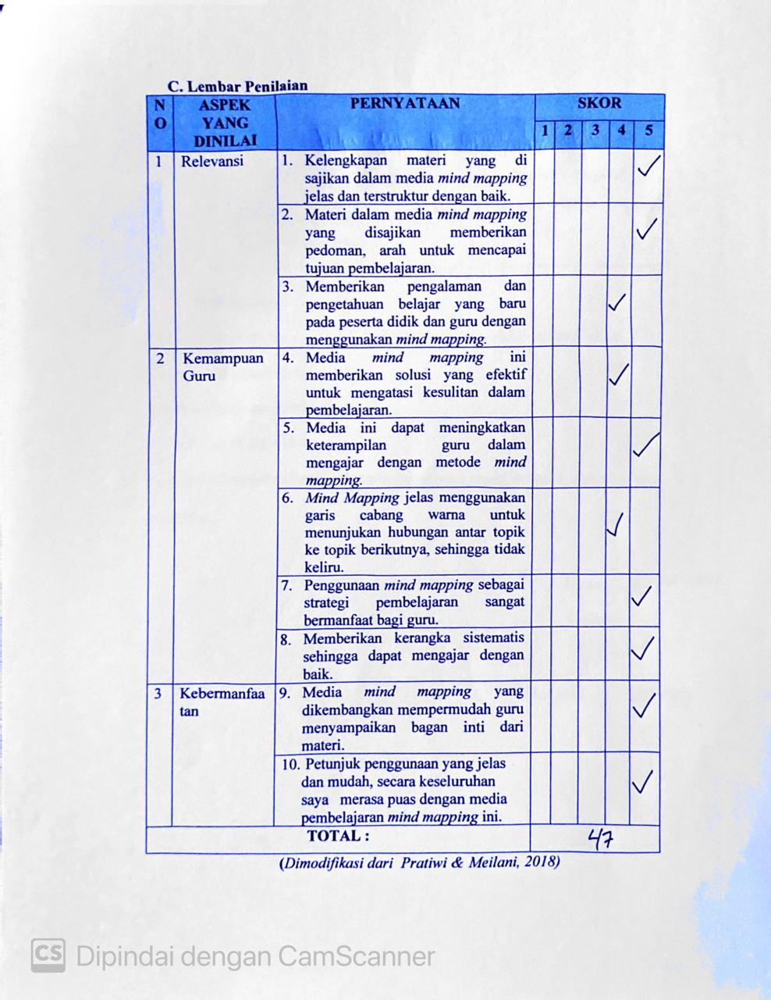 C. Lembar Penilaian
N
O
ASPEK
YANG
DINILAI
PERNYATAAN
SKOR
1 2 3 4 5
1 Relevansi
1. Kelengkapan materi yang di
sajikan dalam media mind mapping
jelas dan terstruktur dengan baik.
✓
2. Materi dalam media mind mapping
yang disajikan memberikan
pedoman, arah untuk mencapai
tujuan pembelajaran.
✓
3. Memberikan pengalaman dan
pengetahuan belajar yang baru
pada peserta didik dan guru dengan
menggunakan mind mapping.
✓
2 Kemampuan
Guru
4. Media mind mapping ini
memberikan solusi yang efektif
untuk mengatasi kesulitan dalam
pembelajaran.
✓
5. Media ini dapat meningkatkan
keterampilan guru dalam
mengajar dengan metode mind
mapping.
✓
6. Mind Mapping jelas menggunakan
garis cabang warna untuk
menunjukan hubungan antar topik
ke topik berikutnya, sehingga tidak
keliru.
✓
7. Penggunaan mind mapping sebagai
strategi pembelajaran sangat
bermanfaat bagi guru.
✓
8. Memberikan kerangka sistematis
sehingga dapat mengajar dengan
baik.
✓
3 Kebermanfaa
tan
9. Media mind mapping yang
dikembangkan mempermudah guru
menyampaikan bagan inti dari
materi.
✓
10. Petunjuk penggunaan yang jelas
dan mudah, secara keseluruhan
saya merasa puas dengan media
pembelajaran mind mapping ini.
✓
TOTAL : 47
(Dimodifikasi dari Pratiwi & Meilani, 2018)
CS Dipindai dengan CamScanner